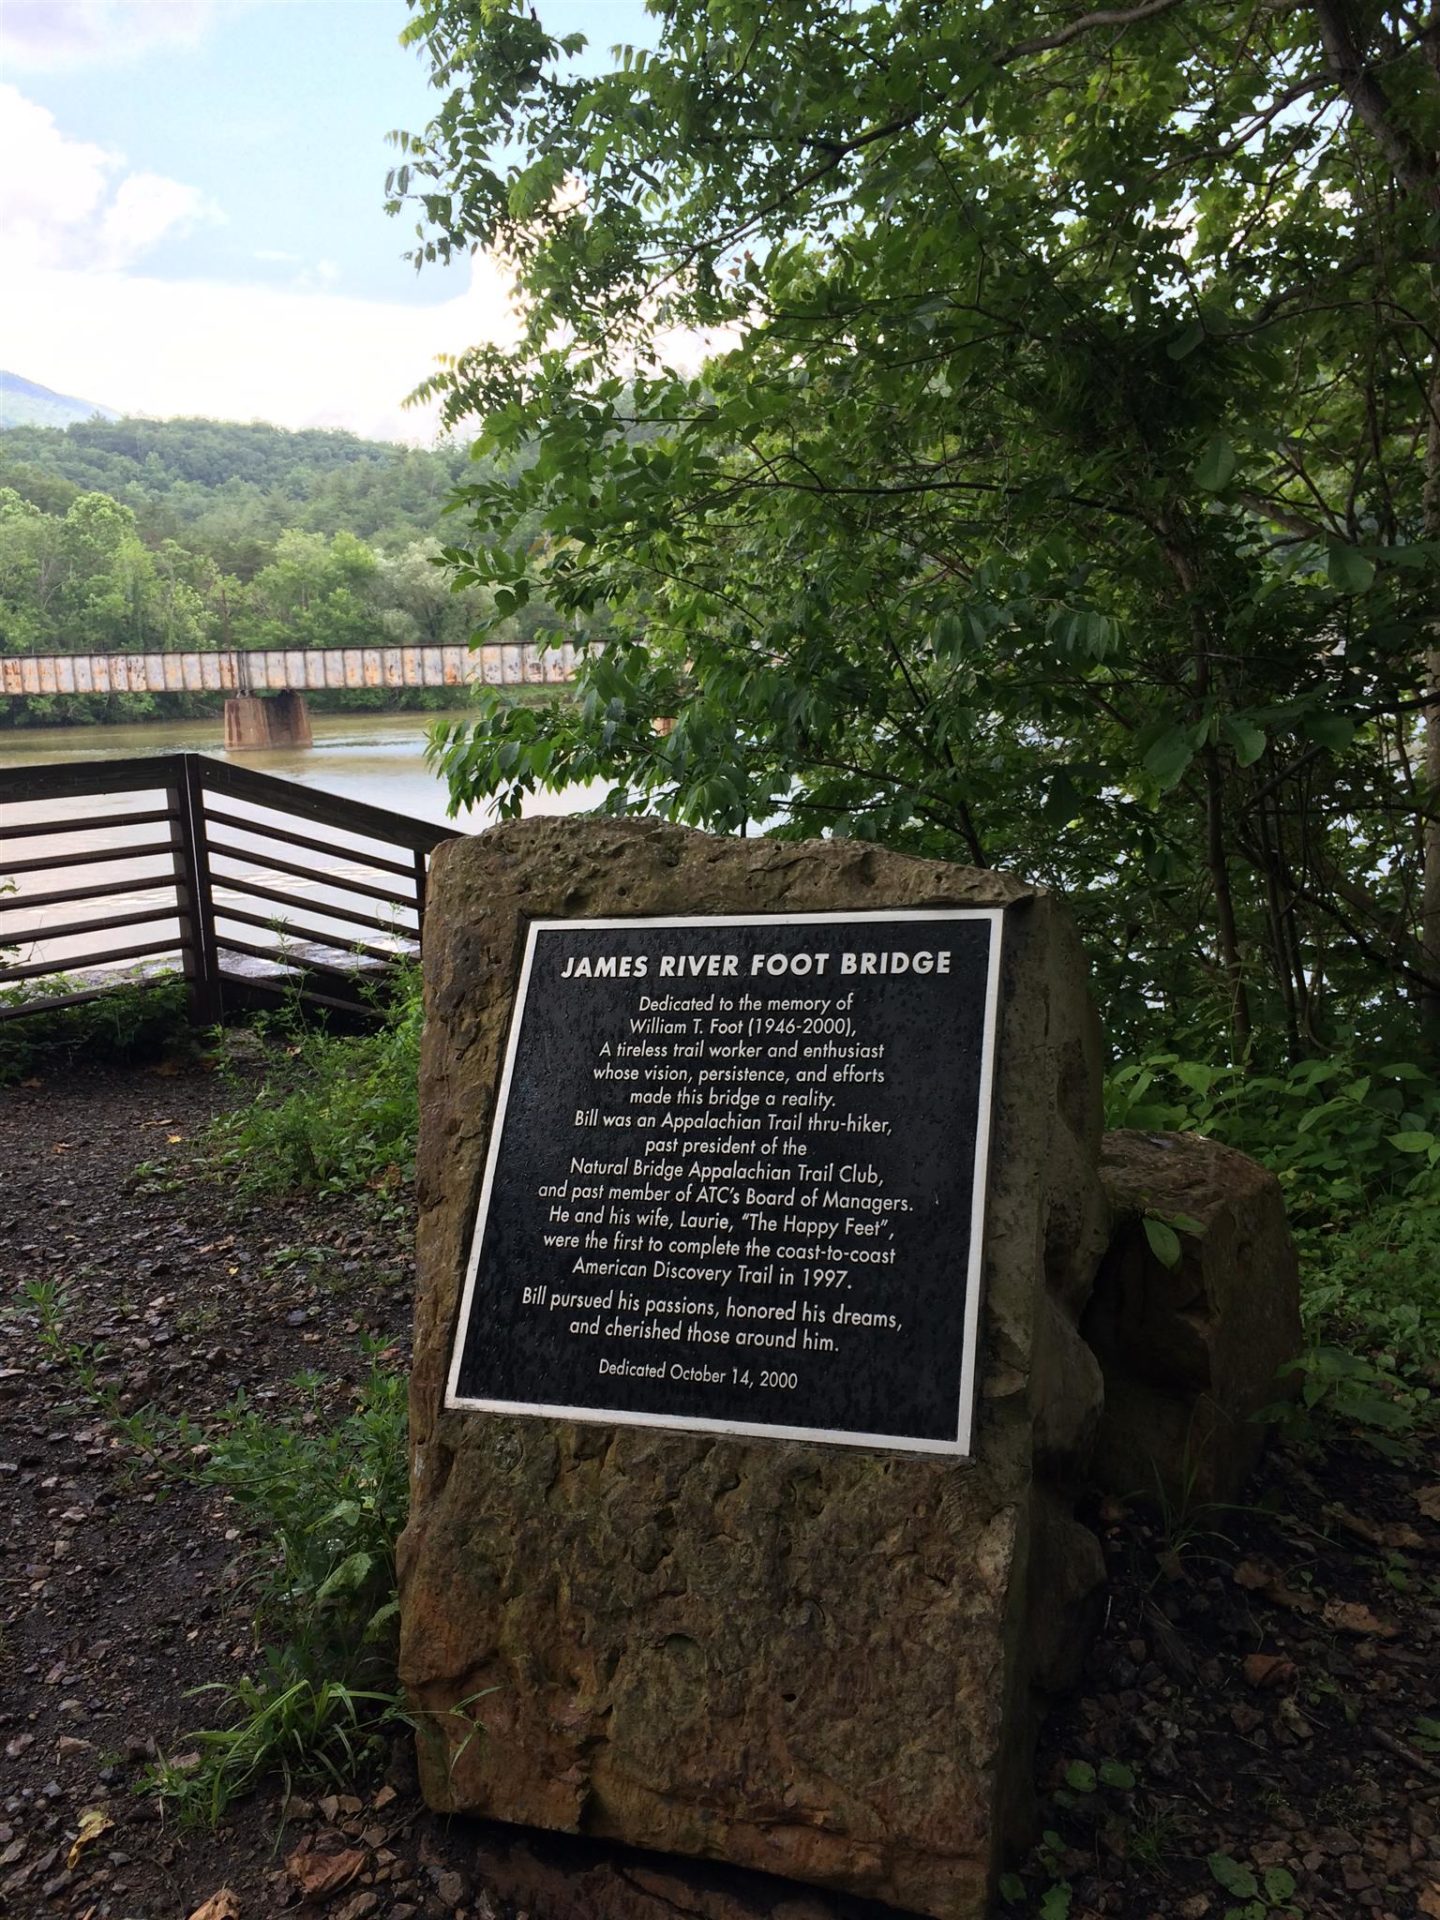 JAMES RIVER FOOT BRIDGE
Dedicated to the memory of
William T. Foot (1946-2000),
A tireless trail worker and enthusiast
whose vision, persistence, and efforts
made this bridge a reality.
Bill was an Appalachian Trail thru-hiker,
past president of the
Natural Bridge Appalachian Trail Club,
and past member of ATC's Board of Managers.
He and his wife, Laurie, "The Happy Feet",
were the first to complete the coast-to-coast
American Discovery Trail in 1997.
Bill pursued his passions, honored his dreams,
and cherished those around him.
Dedicated October 14, 2000